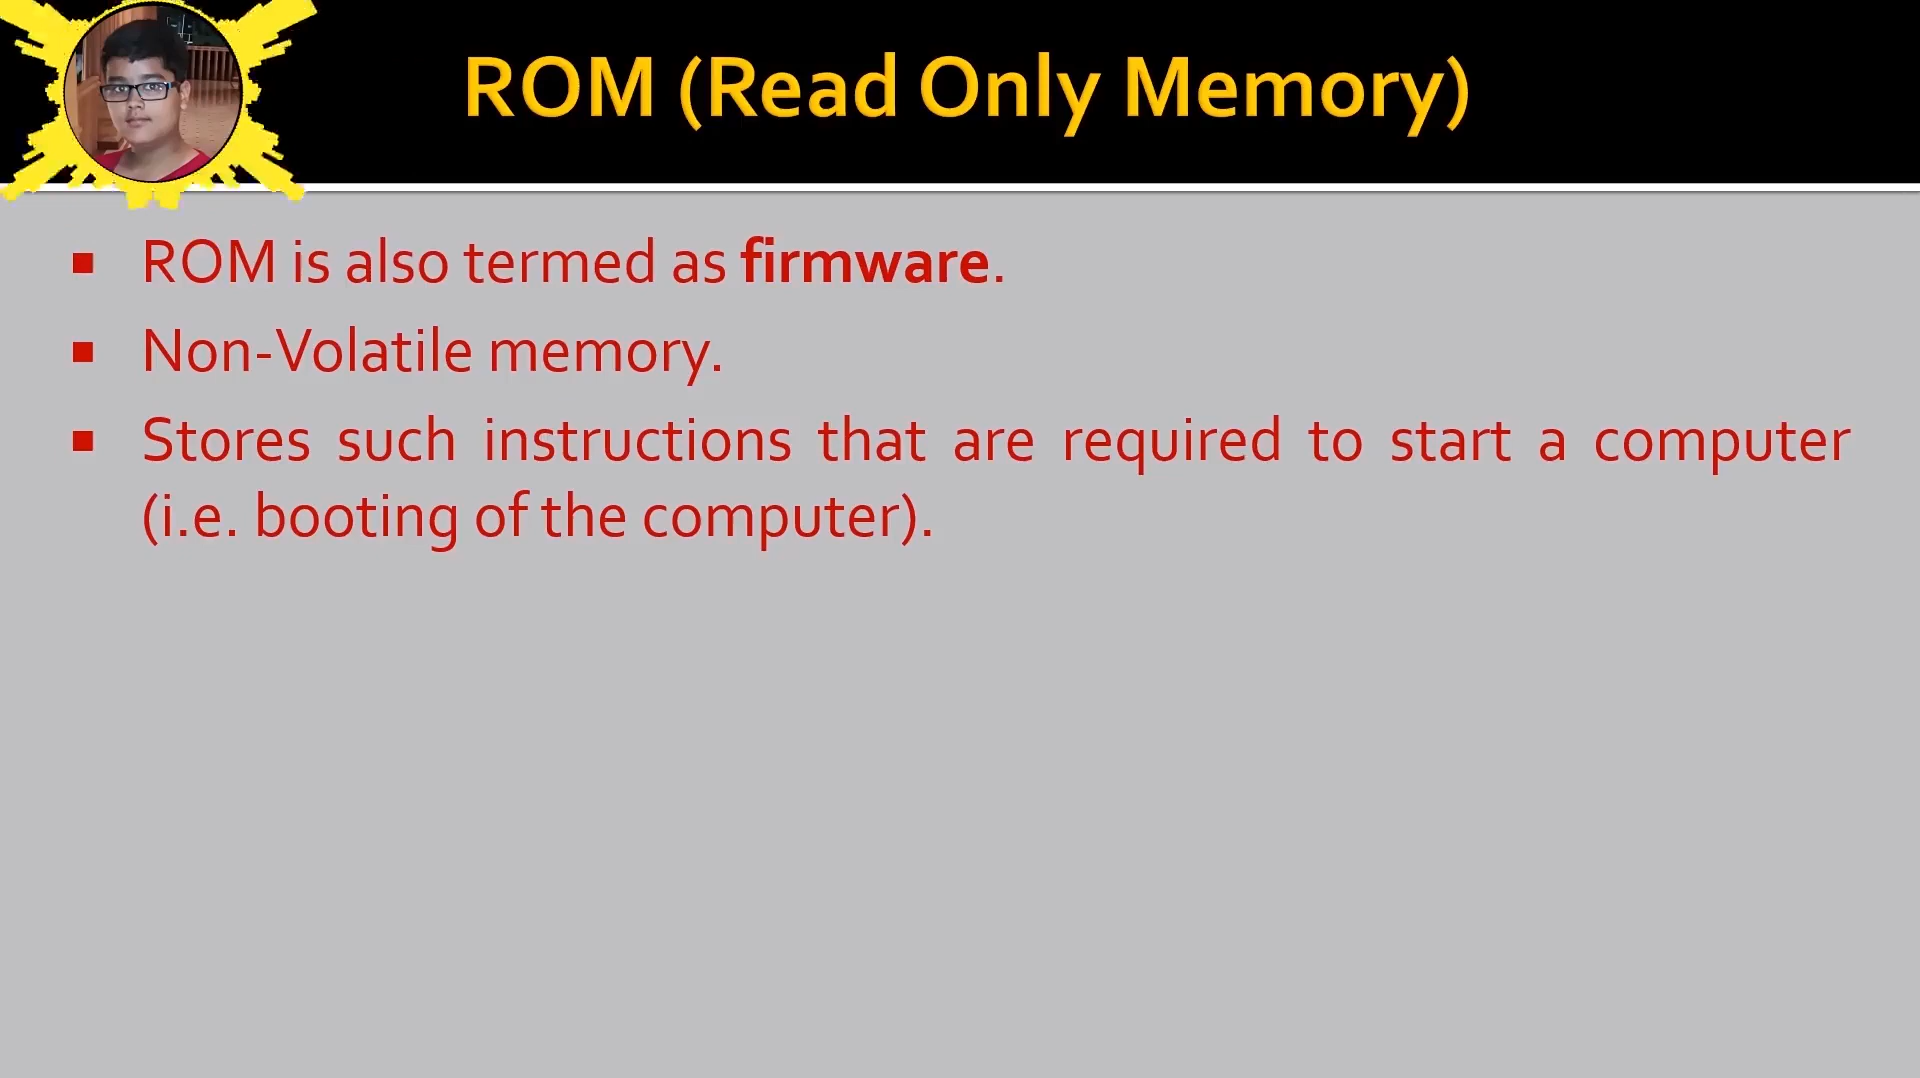 ROM (Read Only Memory)
ROM is also termed as firmware.
Non-Volatile memory.
Stores such instructions that are required to start a computer
(i.e. booting of the computer).